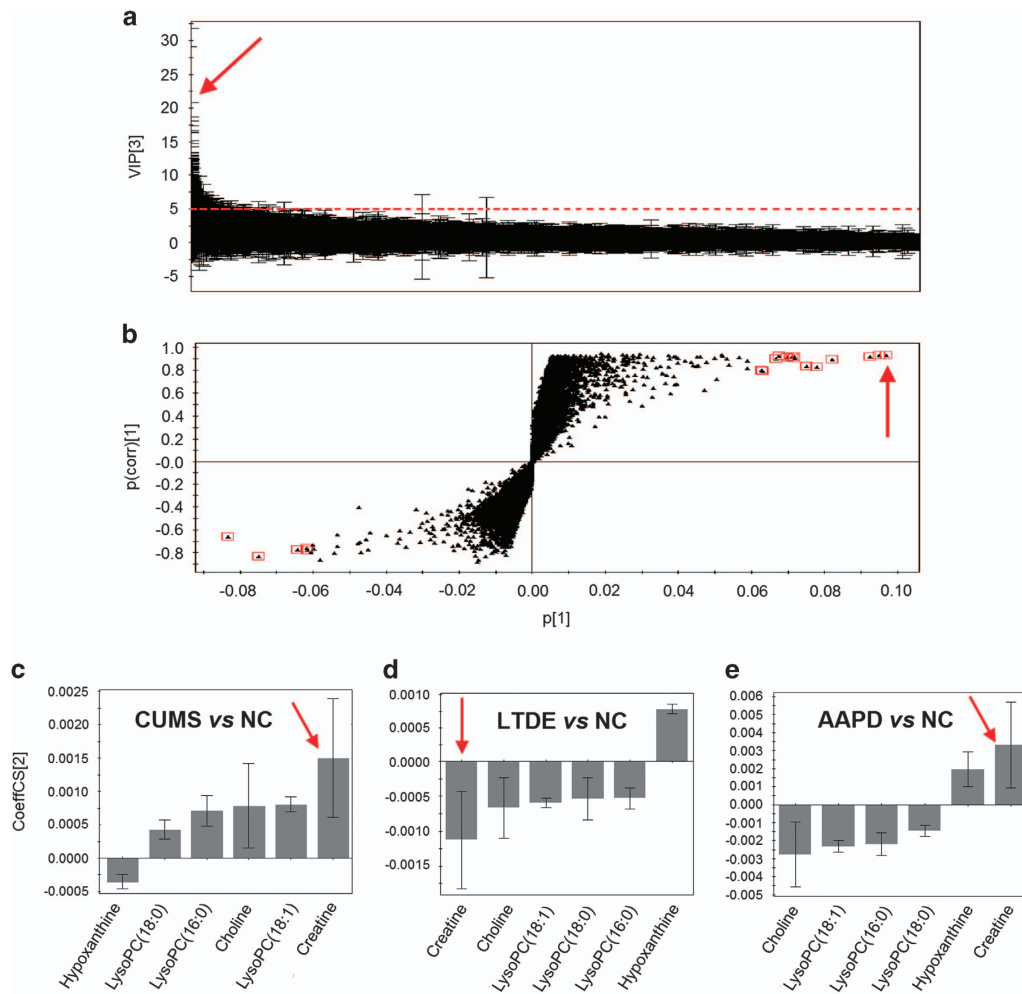 a
30
25
20
15
10
5
0
-5
VIP[3]
b
1.0
0.8
0.6
0.4
0.2
-0.0
-0.2
-0.4
-0.6
-0.8
p(corr)[1]
-0.08
-0.06
-0.04
-0.02
0.00
0.02
0.04
0.06
0.08
0.10
p[1]
c
0.0025
0.0020
0.0015
0.0010
0.0005
0.0000
-0.0005
CoeffCS[2]
CUMS vs NC
Hypoxanthine
LysoPC(18:0)
LysoPC(16:0)
Choline
LysoPC(18:1)
Creatine
d
0.0010
0.0005
0.0000
-0.0005
-0.0010
-0.0015
LTDE vs NC
Creatine
Choline
LysoPC(18:1)
LysoPC(18:0)
LysoPC(16:0)
Hypoxanthine
e
0.006
0.005
0.004
0.003
0.002
0.001
0.000
-0.001
-0.002
-0.003
-0.004
-0.005
AAPD vs NC
Choline
LysoPC(18:1)
LysoPC(16:0)
LysoPC(18:0)
Hypoxanthine
Creatine